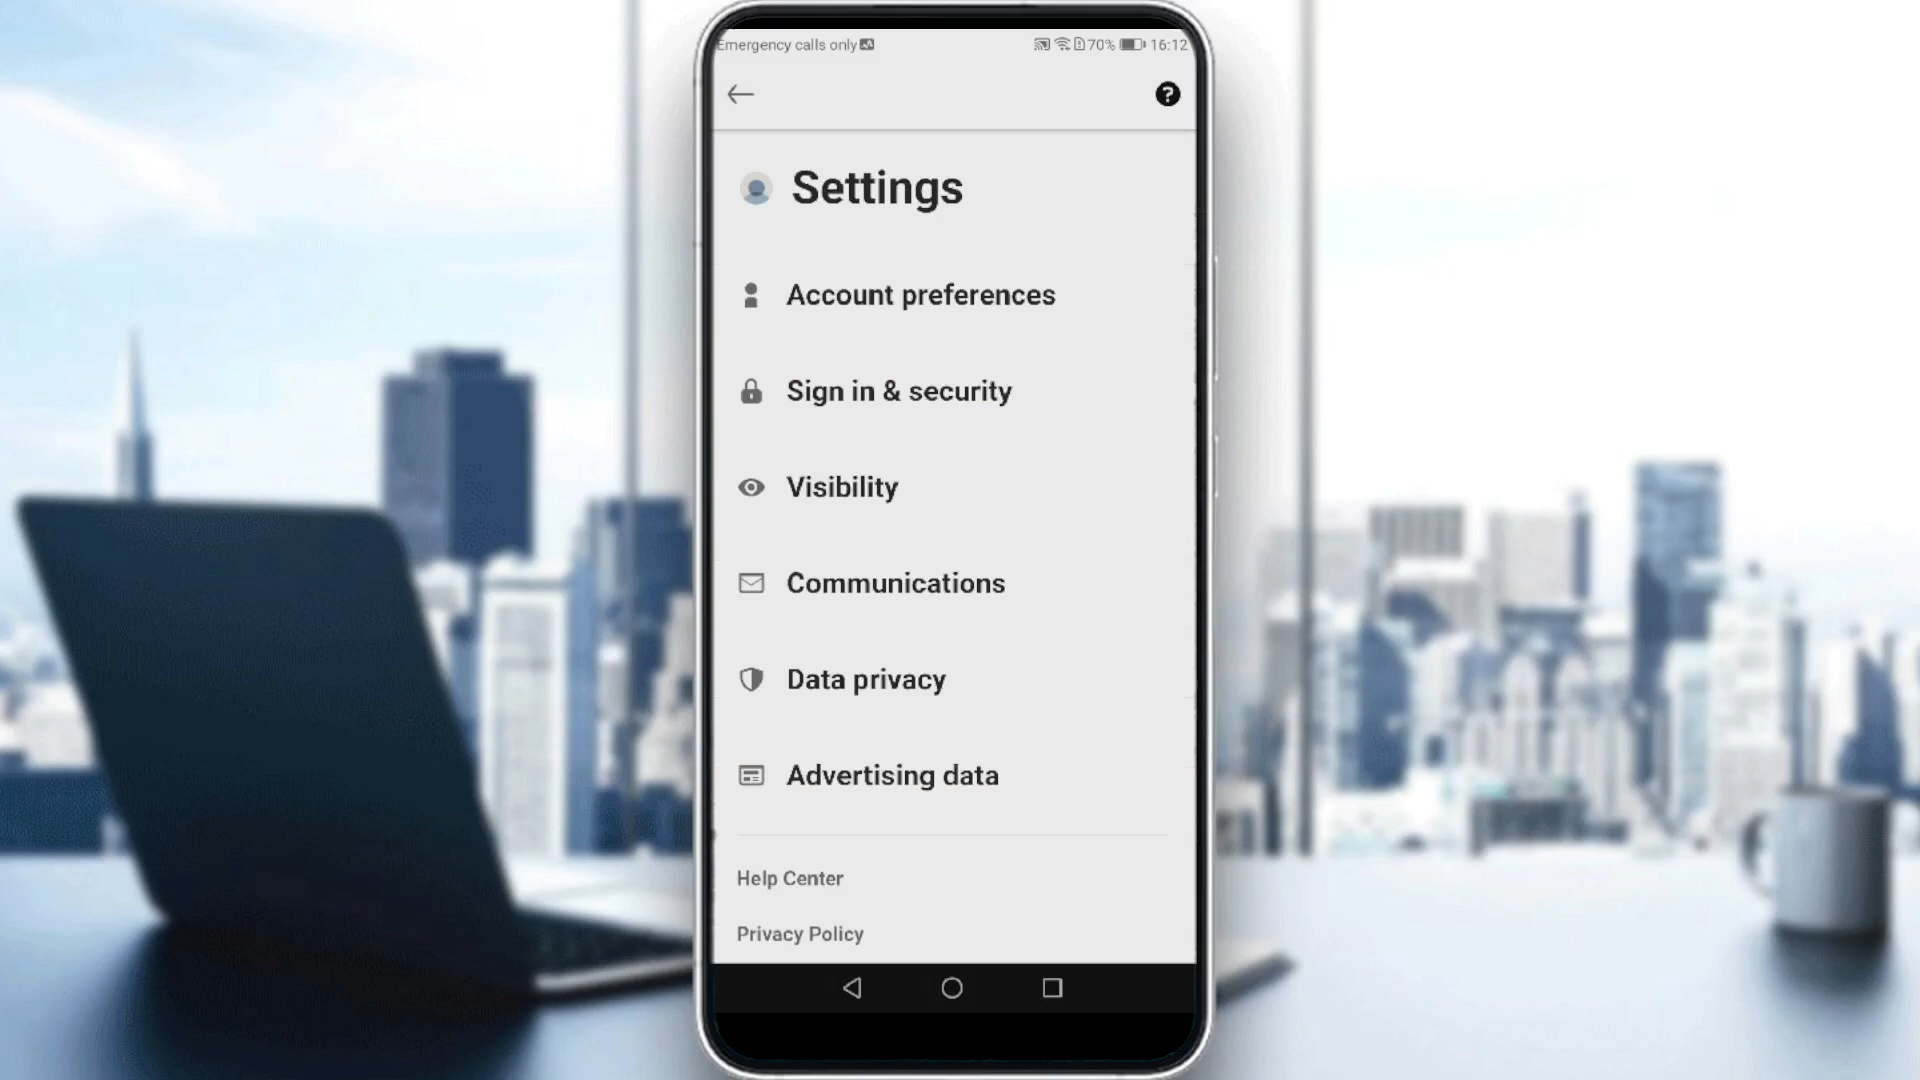 Emergency calls only 70% 16:12
Settings
Account preferences
Sign in & security
Visibility
Communications
Data privacy
Advertising data
Help Center
Privacy Policy